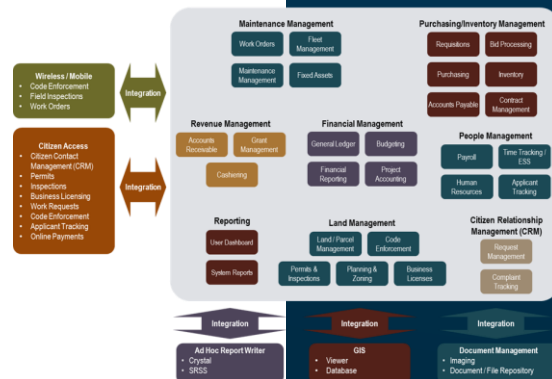 Maintenance Management
Work Orders
Fleet
Management
Maintenance
Management
Fixed Assets
Purchasing/Inventory Management
Requisitions
Bid Processing
Purchasing
Inventory
Accounts Payable
Contract
Management
Wireless / Mobile
• Code Enforcement
• Field Inspections
• Work Orders
Integration
Citizen Access
• Citizen Contact
Management (CRM)
• Permits
• Inspections
• Business Licensing
• Work Requests
• Code Enforcement
• Applicant Tracking
• Online Payments
Integration
Revenue Management
Accounts
Receivable
Grant
Management
Cashiering
Financial Management
General Ledger
Budgeting
Financial
Reporting
Project
Accounting
People Management
Payroll
Time Tracking /
ESS
Human
Resources
Applicant
Tracking
Reporting
User Dashboard
System Reports
Land Management
Land / Parcel
Management
Code
Enforcement
Permits &
Inspections
Planning &
Zoning
Business
Licenses
Citizen Relationship
Management (CRM)
Request
Management
Complaint
Tracking
Integration
Integration
Integration
Ad Hoc Report Writer
• Crystal
• SRSS
GIS
• Viewer
• Database
Document Management
• Imaging
• Document / File Repository